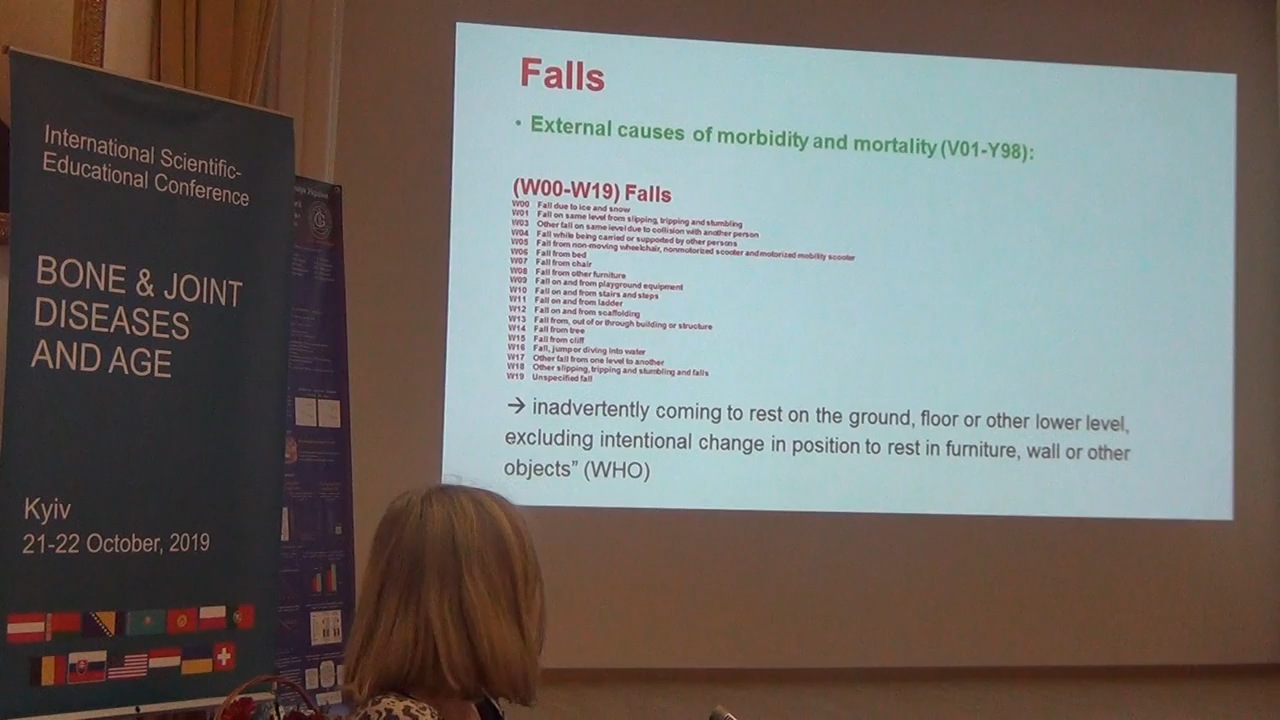 International Scientific-
Educational Conference
BONE & JOINT
DISEASES
AND AGE
Kyiv
21-22 October, 2019
Falls
• External causes of morbidity and mortality (V01-Y98):
(W00-W19) Falls
W00 Fall due to ice and snow
W01 Fall on same level from slipping, tripping and stumbling
W03 Other fall on same level due to collision with another person
W04 Fall while being carried or supported by other persons
W05 Fall from non-moving wheelchair, nonmotorized scooter and motorized mobility scooter
W06 Fall from bed
W07 Fall from chair
W08 Fall from other furniture
W09 Fall on and from playground equipment
W10 Fall on and from stairs and steps
W11 Fall on and from ladder
W12 Fall on and from scaffolding
W13 Fall from, out of or through building or structure
W14 Fall from tree
W15 Fall from cliff
W16 Fall, jump or diving into water
W17 Other fall from one level to another
W18 Other slipping, tripping and stumbling and falls
W19 Unspecified fall
→ inadvertently coming to rest on the ground, floor or other lower level,
excluding intentional change in position to rest in furniture, wall or other
objects” (WHO)